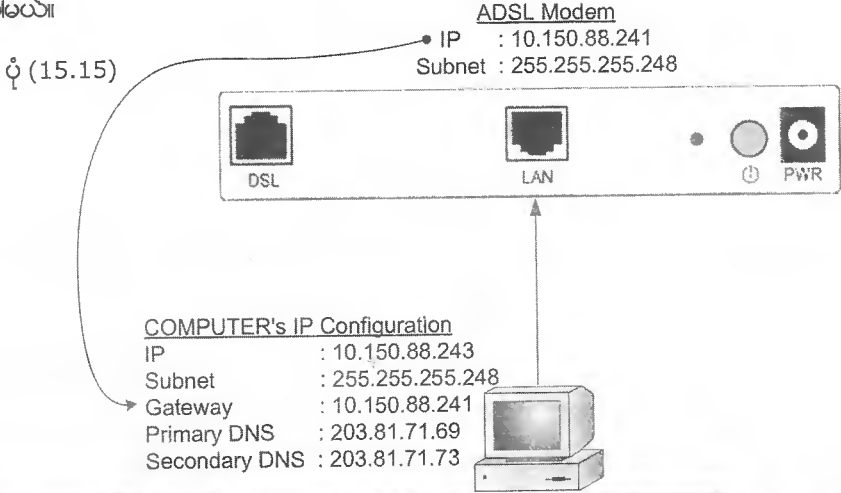 ADSL Modem
IP : 10.150.88.241
Subnet : 255.255.255.248
ပုံ (15.15)
DSL
LAN
PWR
COMPUTER's IP Configuration
IP : 10.150.88.243
Subnet : 255.255.255.248
Gateway : 10.150.88.241
Primary DNS : 203.81.71.69
Secondary DNS : 203.81.71.73